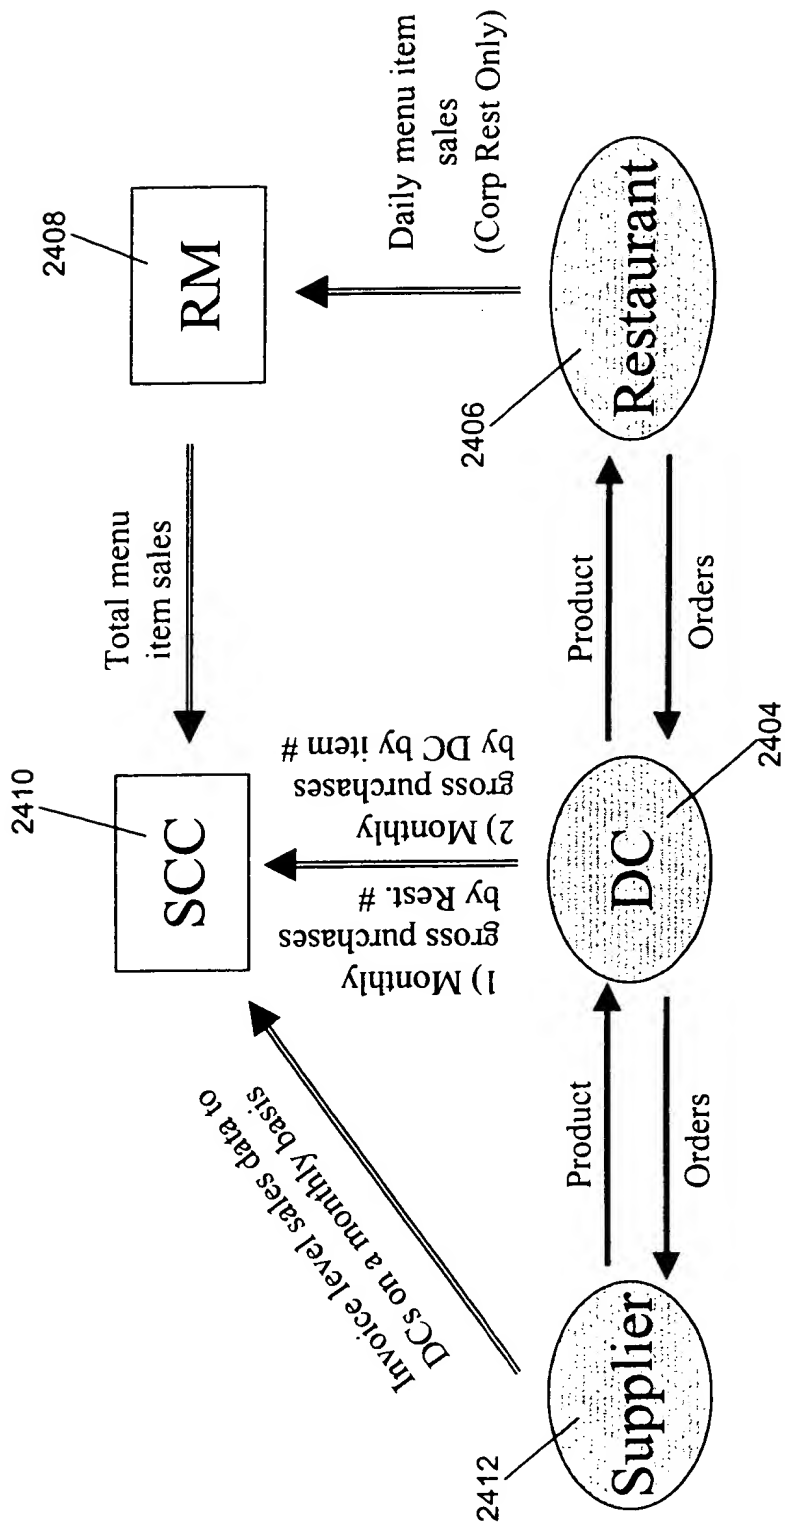 2410
SCC
Total menu
item sales
2408
RM
Invoice level sales data to
DCs on a monthly basis
1) Monthly
gross purchases
by Rest. #
2) Monthly
gross purchases
by DC by item #
Daily menu item
sales
(Corp Rest Only)
2412
Supplier
Product
Orders
DC
2404
Product
Orders
2406
Restaurant